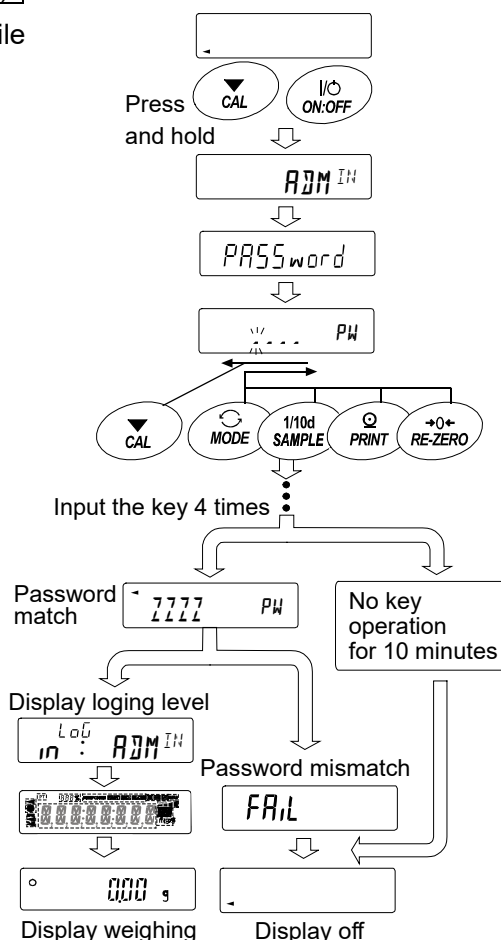 ile
CAL
ON:OFF
Press
and hold
ADM IN
PASSword
PW
CAL
MODE
1/10d
SAMPLE
PRINT
→0←
RE-ZERO
Input the key 4 times
Password
match
PW
No key
operation
for 10 minutes
Display loging level
LoG
in : ADM IN
Password mismatch
FAiL
0.00 g
Display weighing
Display off